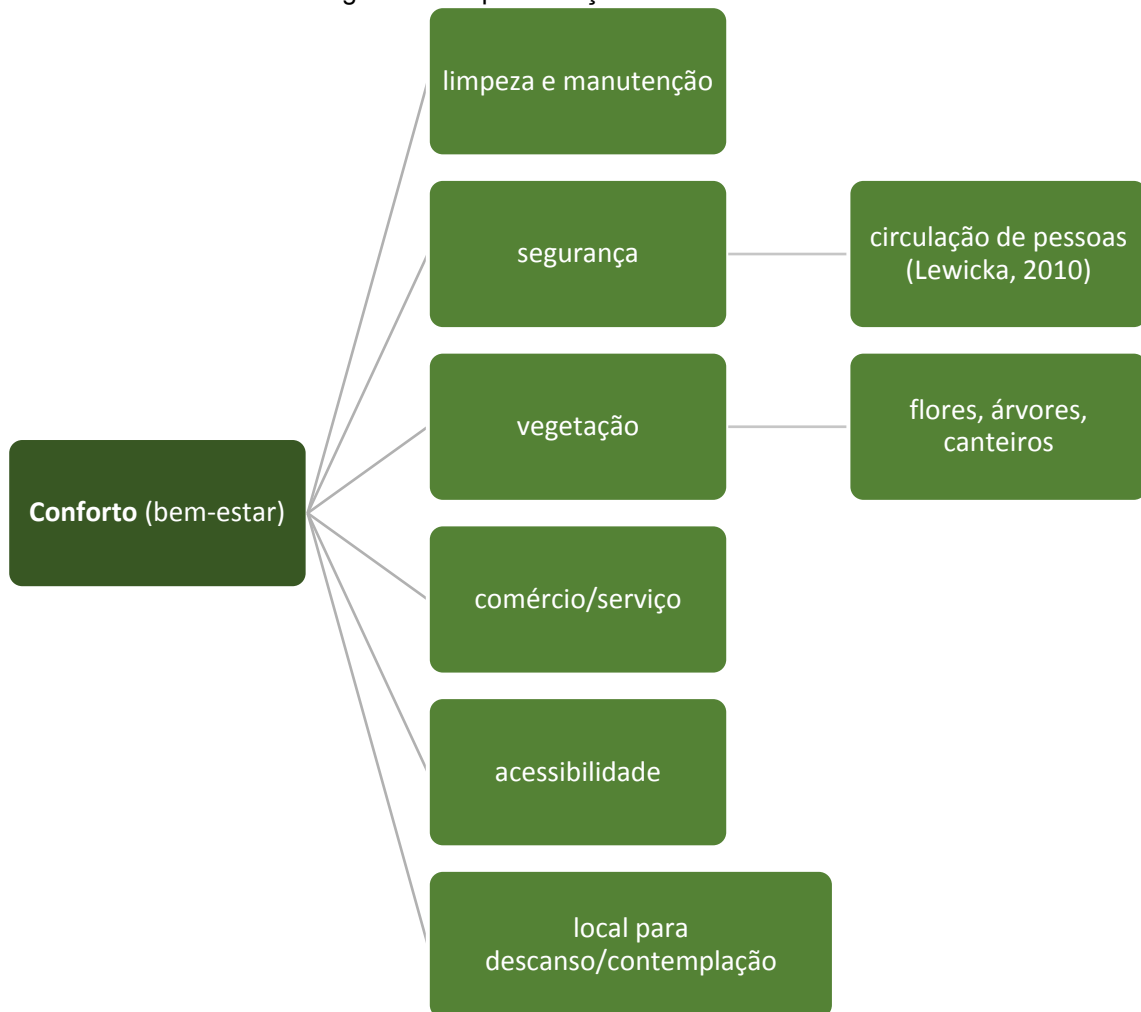 limpeza e manutenção
segurança
circulação de pessoas
(Lewicka, 2010)
vegetação
flores, árvores,
canteiros
Conforto (bem-estar)
comércio/serviço
acessibilidade
local para
descanso/contemplação